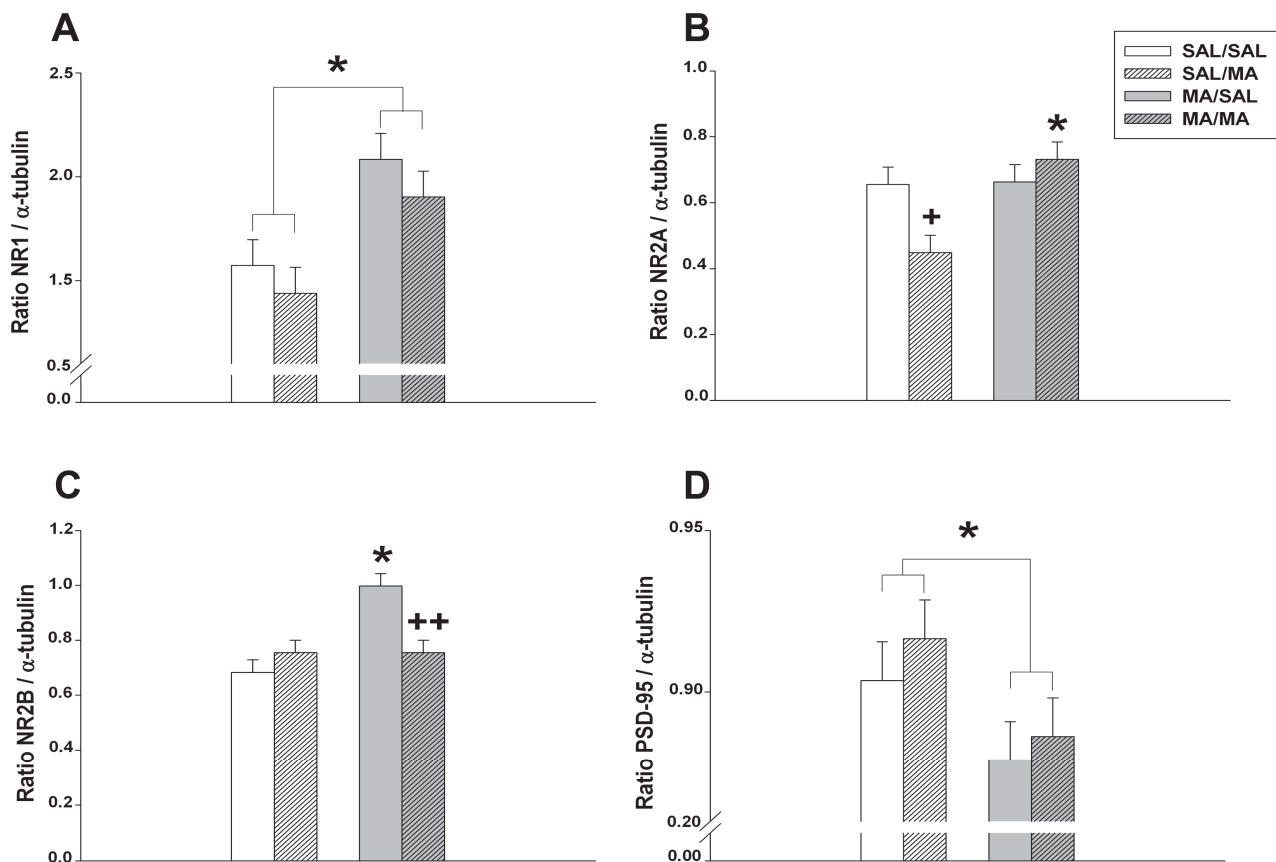 A
Ratio NR1 / α-tubulin
2.5
2.0
1.5
0.5
0.0
*
B
Ratio NR2A / α-tubulin
1.0
0.8
0.6
0.4
0.2
0.0
+
*
SAL/SAL
SAL/MA
MA/SAL
MA/MA
C
Ratio NR2B / α-tubulin
1.2
1.0
0.8
0.6
0.4
0.2
0.0
*
++
D
Ratio PSD-95 / α-tubulin
0.95
0.90
0.20
0.00
*